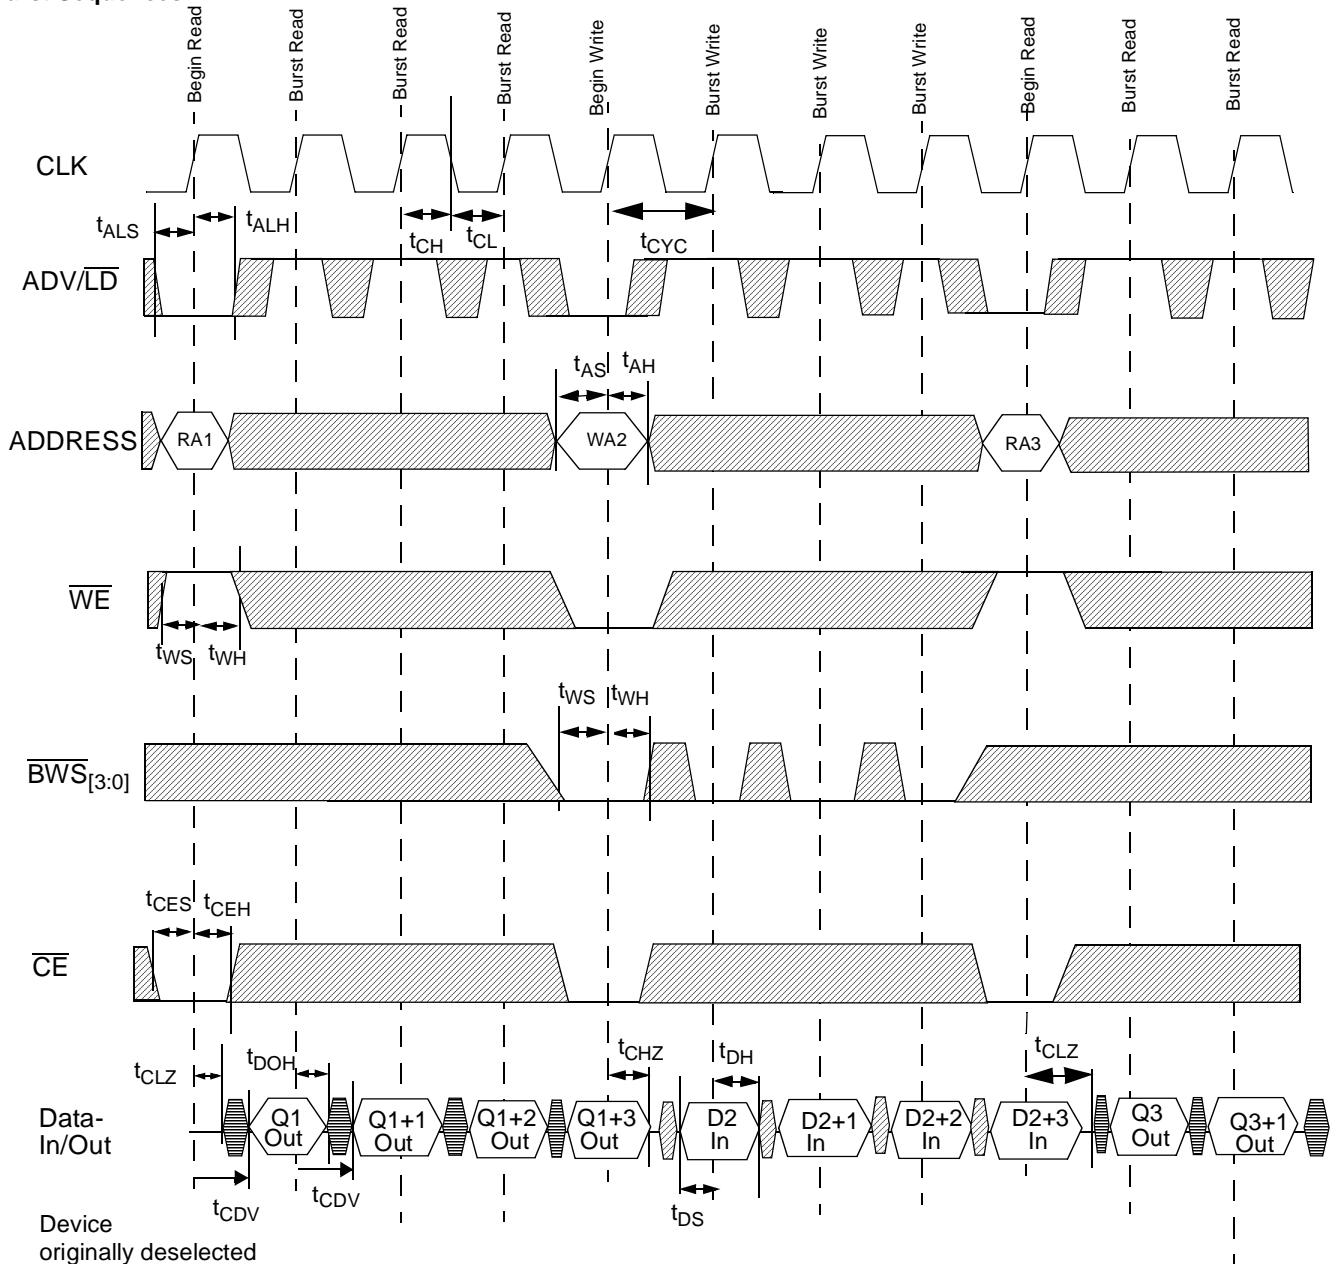 Begin Read
Burst Read
Burst Read
Burst Read
Begin Write
Burst Write
Burst Write
Burst Write
Begin Read
Burst Read
Burst Read
CLK
tALS
tALH
tCH
tCL
tCYC
ADV/LD
tAS
tAH
ADDRESS
RA1
WA2
RA3
WE
tWS
tWH
tWS
tWH
BWS[3:0]
tCES
tCEH
CE
tCLZ
tDOH
tCHZ
tDH
tCLZ
Data-
In/Out
Q1
Out
Q1+1
Out
Q1+2
Out
Q1+3
Out
D2
In
D2+1
In
D2+2
In
D2+3
In
Q3
Out
Q3+1
Out
tCDV
tCDV
tDS
Device
originally deselected